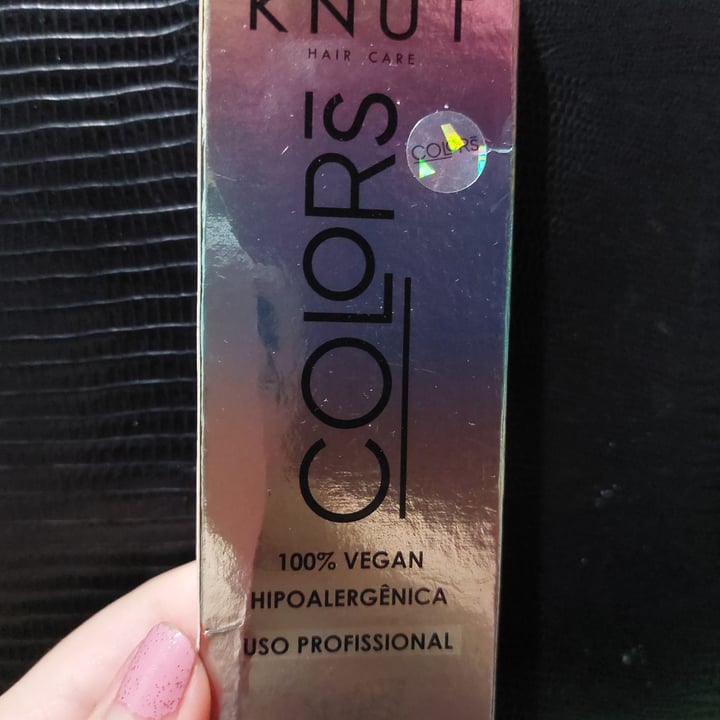 KNUT
HAIR CARE
COLORS
COLORS
100% VEGAN
HIPOALERGÊNICA
USO PROFISSIONAL